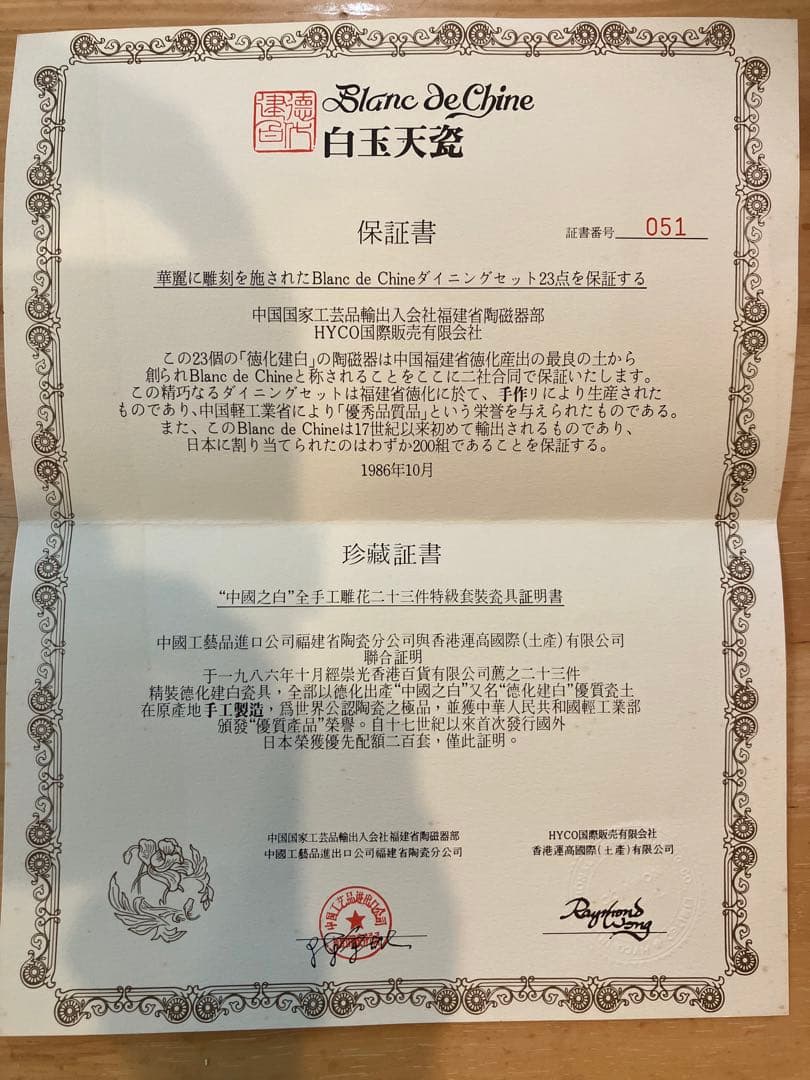 德化建白
Blanc de Chine
白玉天瓷
保証書
証書番号 051
華麗に雕刻を施されたBlanc de Chineダイニングセット23点を保証する
中国国家工芸品輸出入会社福建省陶磁器部
HYCO国際販売有限会社
この23個の「徳化建白」の陶磁器は中国福建省徳化産出の最良の土から
創られBlanc de Chineと称されることをここに二社合同で保証いたします。
この精巧なるダイニングセットは福建省徳化に於て、手作りにより生産された
ものであり、中国軽工業省により「優秀品質品」という栄誉を与えられたものである。
また、このBlanc de Chineは17世紀以来初めて輸出されるものであり、
日本に割り当てられたのはわずか200組であることを保証する。
1986年10月
珍藏証書
“中國之白”全手工雕花二十三件特級套裝瓷具証明書
中國工藝品進口公司福建省陶瓷分公司與香港運高國際(土產)有限公司
聯合証明
于一九八六年十月經崇光香港百貨有限公司薦之二十三件
精裝德化建白瓷具，全部以德化出產“中國之白”又名“德化建白”優質瓷土
在原產地手工製造，爲世界公認陶瓷之極品，並獲中華人民共和國輕工業部
頒發“優質產品”榮譽。自十七世紀以來首次發行國外
日本榮獲優先配額二百套，僅此証明。
中国国家工芸品輸出入会社福建省陶磁器部
中國工藝品進出口公司福建省陶瓷分公司
HYCO国際販売有限会社
香港運高國際(土產)有限公司
中国工艺品进出口公司
Raymond
Wong